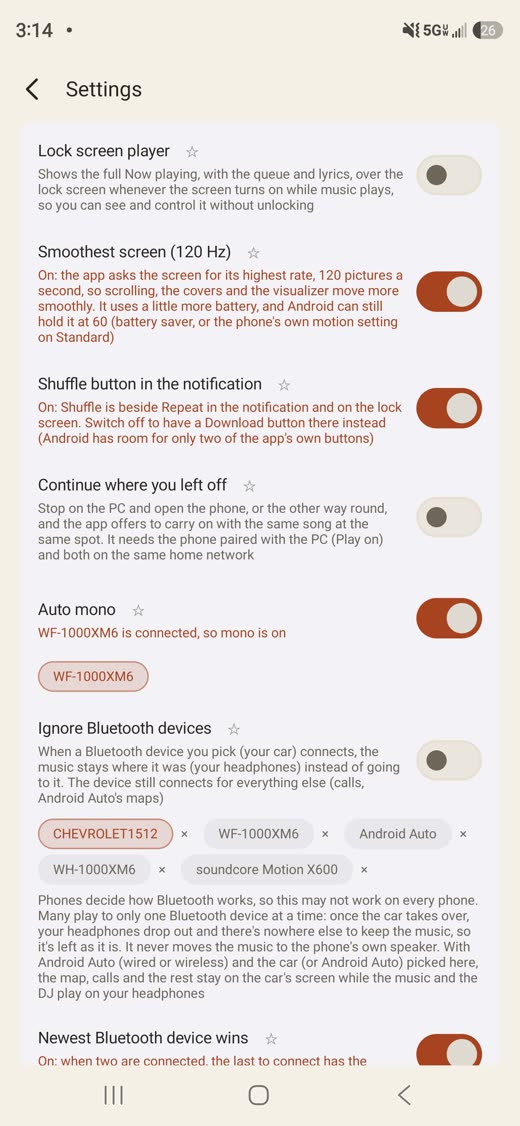 3:14
5G UW
26
Settings
Lock screen player ☆
Shows the full Now playing, with the queue and lyrics, over the
lock screen whenever the screen turns on while music plays,
so you can see and control it without unlocking
Smoothest screen (120 Hz) ☆
On: the app asks the screen for its highest rate, 120 pictures a
second, so scrolling, the covers and the visualizer move more
smoothly. It uses a little more battery, and Android can still
hold it at 60 (battery saver, or the phone's own motion setting
on Standard)
Shuffle button in the notification ☆
On: Shuffle is beside Repeat in the notification and on the lock
screen. Switch off to have a Download button there instead
(Android has room for only two of the app's own buttons)
Continue where you left off ☆
Stop on the PC and open the phone, or the other way round,
and the app offers to carry on with the same song at the
same spot. It needs the phone paired with the PC (Play on)
and both on the same home network
Auto mono ☆
WF-1000XM6 is connected, so mono is on
WF-1000XM6
Ignore Bluetooth devices ☆
When a Bluetooth device you pick (your car) connects, the
music stays where it was (your headphones) instead of going
to it. The device still connects for everything else (calls,
Android Auto's maps)
CHEVROLET1512 × WF-1000XM6 × Android Auto ×
WH-1000XM6 × soundcore Motion X600 ×
Phones decide how Bluetooth works, so this may not work on every phone.
Many play to only one Bluetooth device at a time: once the car takes over,
your headphones drop out and there's nowhere else to keep the music, so
it's left as it is. It never moves the music to the phone's own speaker. With
Android Auto (wired or wireless) and the car (or Android Auto) picked here,
the map, calls and the rest stay on the car's screen while the music and the
DJ play on your headphones
Newest Bluetooth device wins ☆
On: when two are connected, the last to connect has the